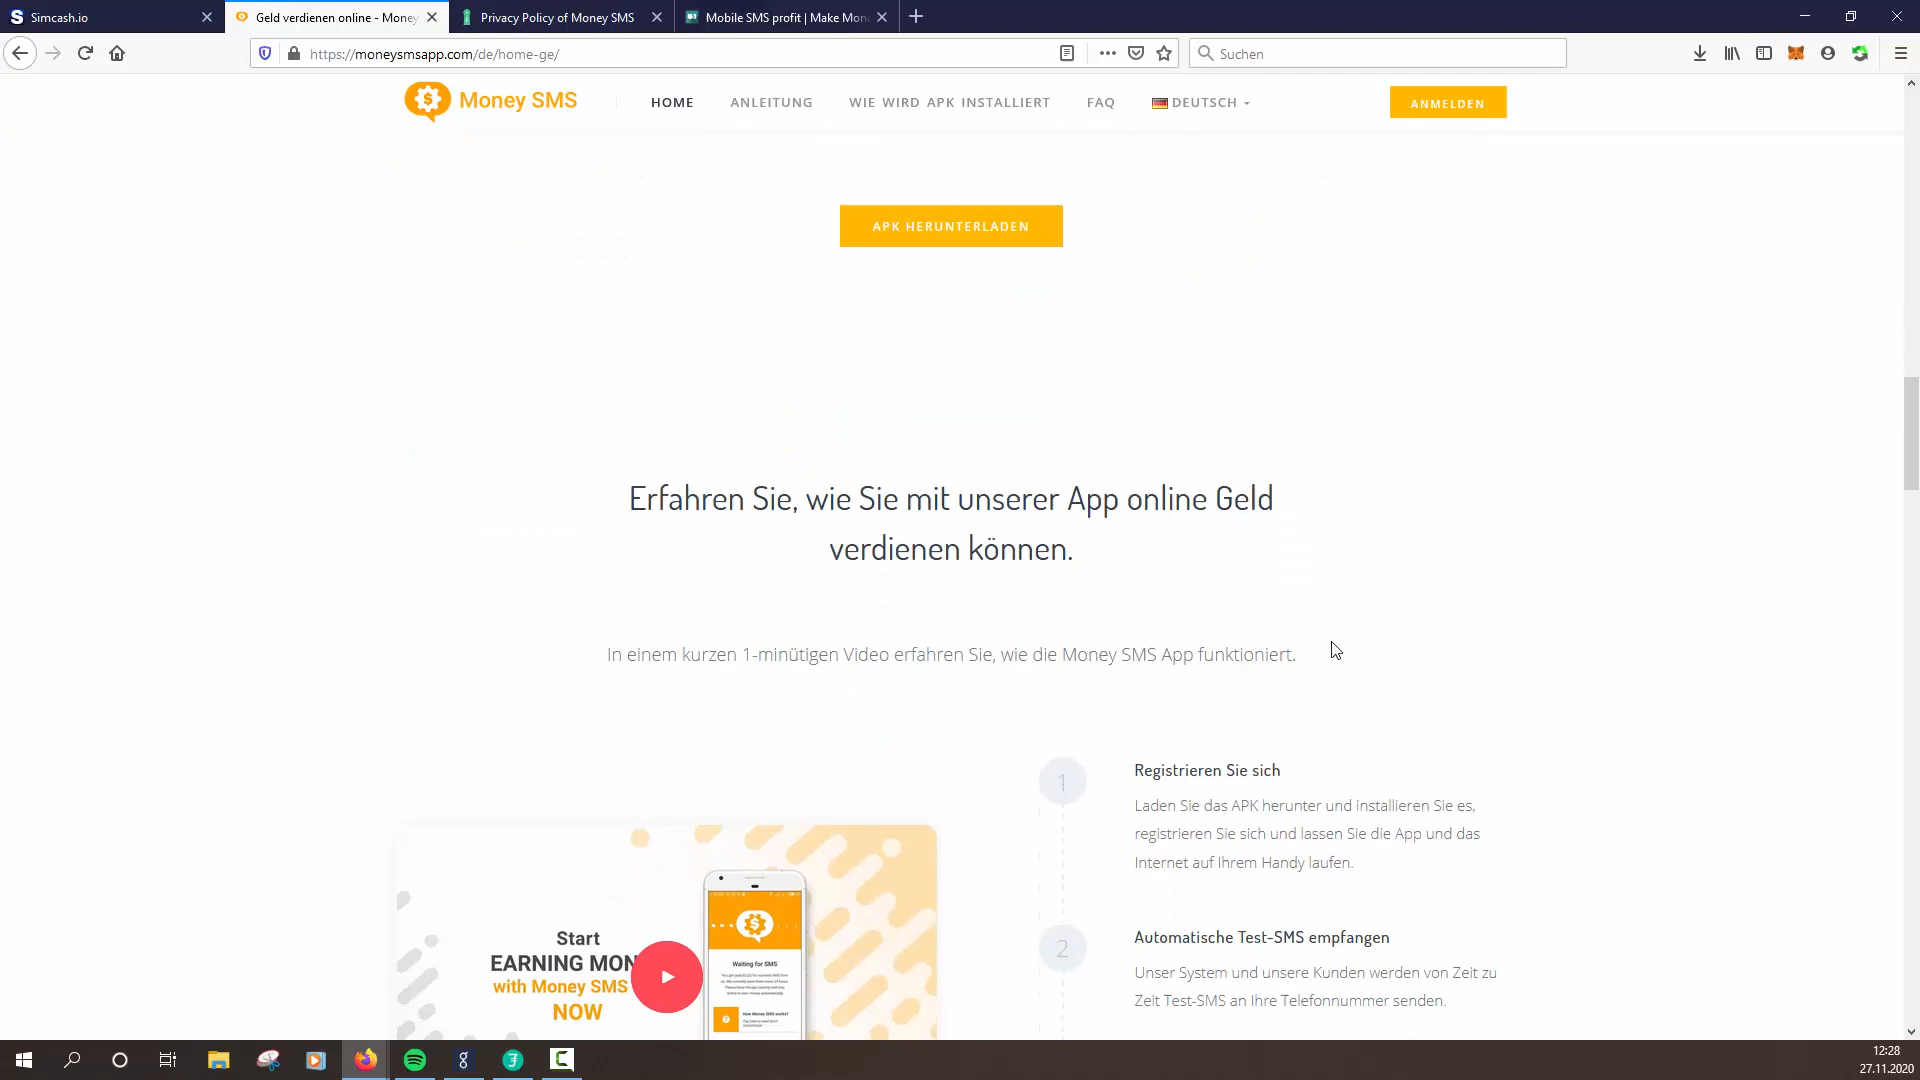 Simcash.io
Geld verdienen online - Money
Privacy Policy of Money SMS
Mobile SMS profit | Make Mon
https://moneysmsapp.com/de/home-ge/
Suchen
Money SMS
HOME
ANLEITUNG
WIE WIRD APK INSTALLIERT
FAQ
DEUTSCH
ANMELDEN
APK HERUNTERLADEN
Erfahren Sie, wie Sie mit unserer App online Geld
verdienen können.
In einem kurzen 1-minütigen Video erfahren Sie, wie die Money SMS App funktioniert.
1
Registrieren Sie sich
Laden Sie das APK herunter und installieren Sie es,
registrieren Sie sich und lassen Sie die App und das
Internet auf Ihrem Handy laufen.
2
Automatische Test-SMS empfangen
Unser System und unsere Kunden werden von Zeit zu
Zeit Test-SMS an Ihre Telefonnummer senden.
Start
EARNING MON
with Money SMS
NOW
Waiting for SMS
How Money SMS works?
12:28
27.11.2020